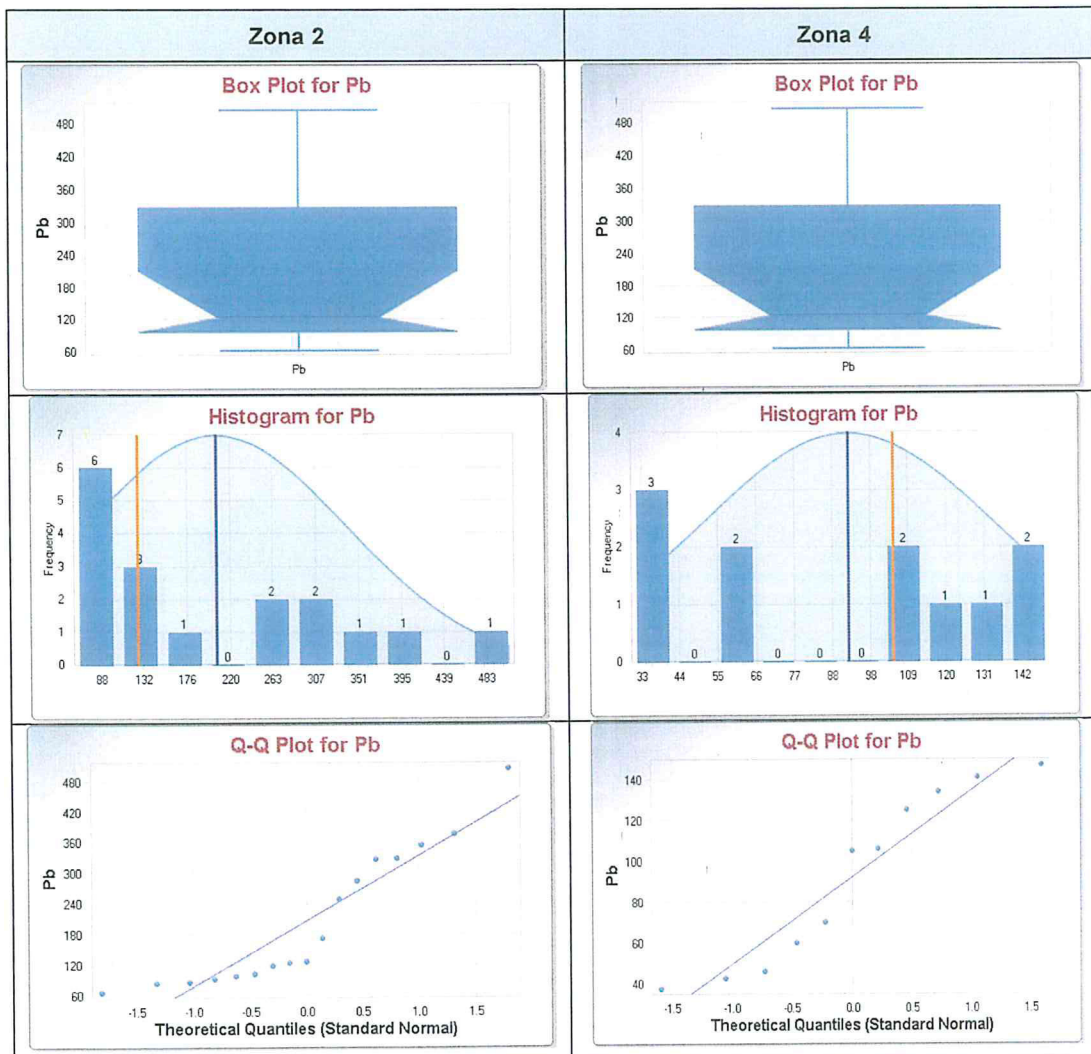 Zona 2
Zona 4
Box Plot for Pb
480
420
360
300
240
180
120
60
Pb
Pb
Box Plot for Pb
480
420
360
300
240
180
120
60
Pb
Pb
Histogram for Pb
7
6
5
4
3
2
1
0
Frequency
6
3
1
0
2
2
1
1
0
1
88 132 176 220 263 307 351 395 439 483
Histogram for Pb
4
3
2
1
0
Frequency
3
0
2
0
0
0
2
1
1
2
33 44 55 66 77 88 98 109 120 131 142
Q-Q Plot for Pb
480
420
360
300
240
180
120
60
Pb
-1.5 -1.0 -0.5 0.0 0.5 1.0 1.5
Theoretical Quantiles (Standard Normal)
Q-Q Plot for Pb
140
120
100
80
60
40
Pb
-1.5 -1.0 -0.5 0.0 0.5 1.0 1.5
Theoretical Quantiles (Standard Normal)